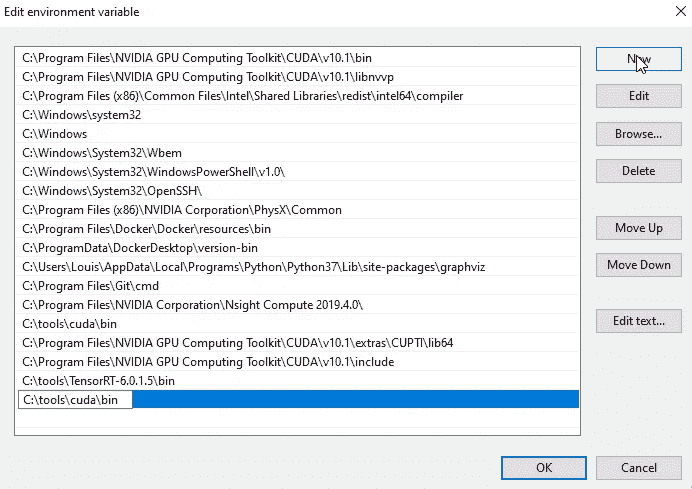 Edit environment variable
C:\Program Files\NVIDIA GPU Computing Toolkit\CUDA\v10.1\bin
New
C:\Program Files\NVIDIA GPU Computing Toolkit\CUDA\v10.1\libnvvp
C:\Program Files (x86)\Common Files\Intel\Shared Libraries\redist\intel64\compiler
Edit
C:\Windows\system32
C:\Windows
Browse...
C:\Windows\System32\Wbem
C:\Windows\System32\WindowsPowerShell\v1.0\
Delete
C:\Windows\System32\OpenSSH\
C:\Program Files (x86)\NVIDIA Corporation\PhysX\Common
C:\Program Files\Docker\Docker\resources\bin
Move Up
C:\ProgramData\DockerDesktop\version-bin
C:\Users\Louis\AppData\Local\Programs\Python\Python37\Lib\site-packages\graphviz
Move Down
C:\Program Files\Git\cmd
C:\Program Files\NVIDIA Corporation\Nsight Compute 2019.4.0\
C:\tools\cuda\bin
Edit text...
C:\Program Files\NVIDIA GPU Computing Toolkit\CUDA\v10.1\extras\CUPTI\lib64
C:\Program Files\NVIDIA GPU Computing Toolkit\CUDA\v10.1\include
C:\tools\TensorRT-6.0.1.5\bin
C:\tools\cuda\bin
OK
Cancel